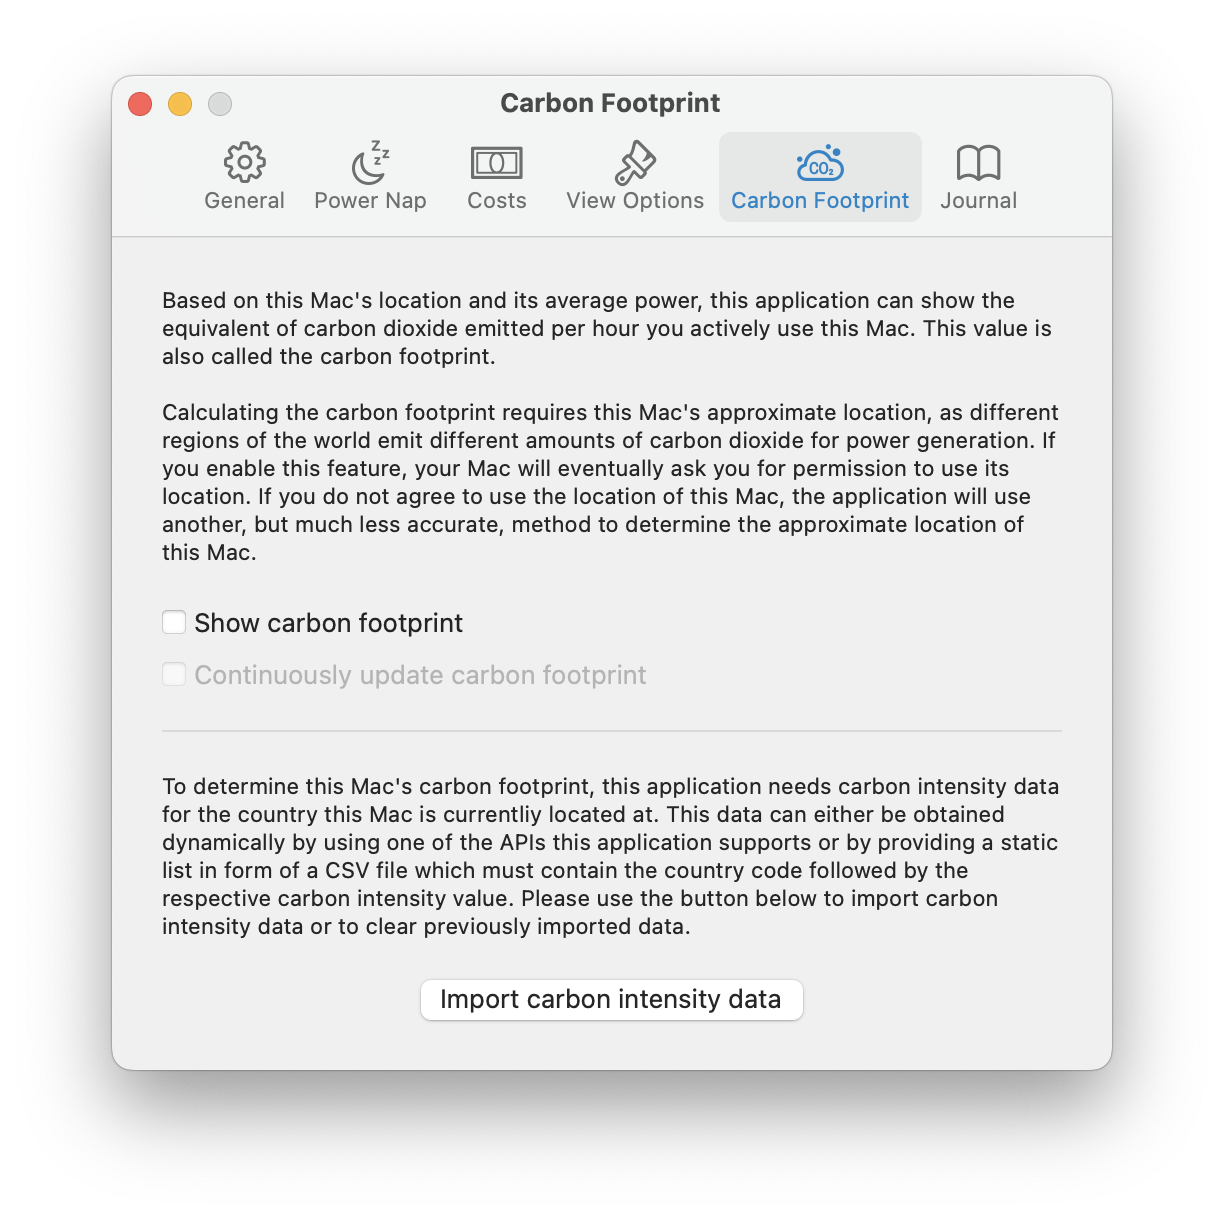 Carbon Footprint
General Power Nap Costs View Options Carbon Footprint Journal
Based on this Mac's location and its average power, this application can show the
equivalent of carbon dioxide emitted per hour you actively use this Mac. This value is
also called the carbon footprint.
Calculating the carbon footprint requires this Mac's approximate location, as different
regions of the world emit different amounts of carbon dioxide for power generation. If
you enable this feature, your Mac will eventually ask you for permission to use its
location. If you do not agree to use the location of this Mac, the application will use
another, but much less accurate, method to determine the approximate location of
this Mac.
Show carbon footprint
Continuously update carbon footprint
To determine this Mac's carbon footprint, this application needs carbon intensity data
for the country this Mac is currentliy located at. This data can either be obtained
dynamically by using one of the APIs this application supports or by providing a static
list in form of a CSV file which must contain the country code followed by the
respective carbon intensity value. Please use the button below to import carbon
intensity data or to clear previously imported data.
Import carbon intensity data